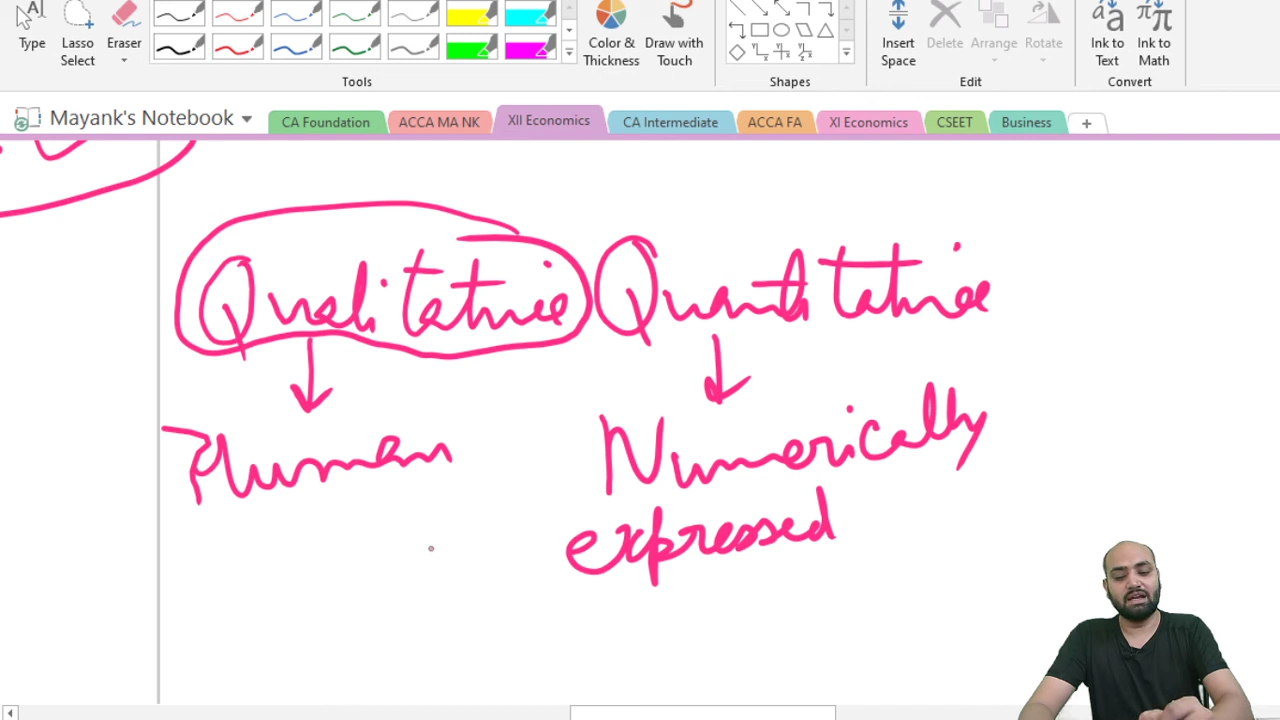 Type
Lasso Select
Eraser
Color & Thickness
Draw with Touch
Insert Space
Delete
Arrange
Rotate
Ink to Text
Ink to Math
Tools
Shapes
Edit
Convert
Mayank's Notebook
CA Foundation
ACCA MA NK
XII Economics
CA Intermediate
ACCA FA
XI Economics
CSEET
Business
+
Qualitative Quantitative
Human
Numerically
expressed